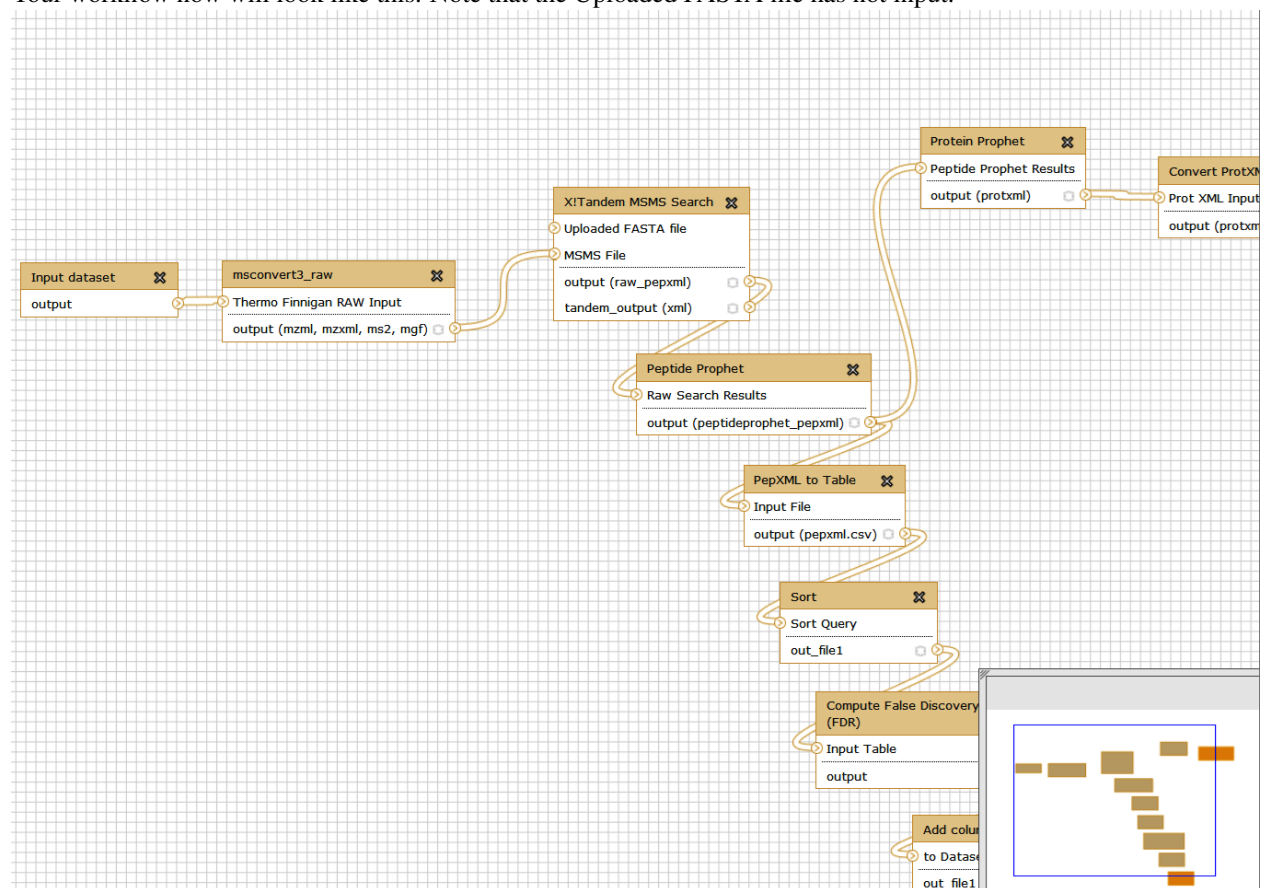 Your workflow now will look like this. Note that the Uploaded FASTA file has not input.
Protein Prophet
Peptide Prophet Results
output (protxml)
Convert ProtXM
Prot XML Input
output (protxm
X!Tandem MSMS Search
Uploaded FASTA file
MSMS File
output (raw_pepxml)
tandem_output (xml)
Input dataset
output
msconvert3_raw
Thermo Finnigan RAW Input
output (mzml, mzxml, ms2, mgf)
Peptide Prophet
Raw Search Results
output (peptideprophet_pepxml)
PepXML to Table
Input File
output (pepxml.csv)
Sort
Sort Query
out_file1
Compute False Discovery
(FDR)
Input Table
output
Add colu
to Datase
out_file1